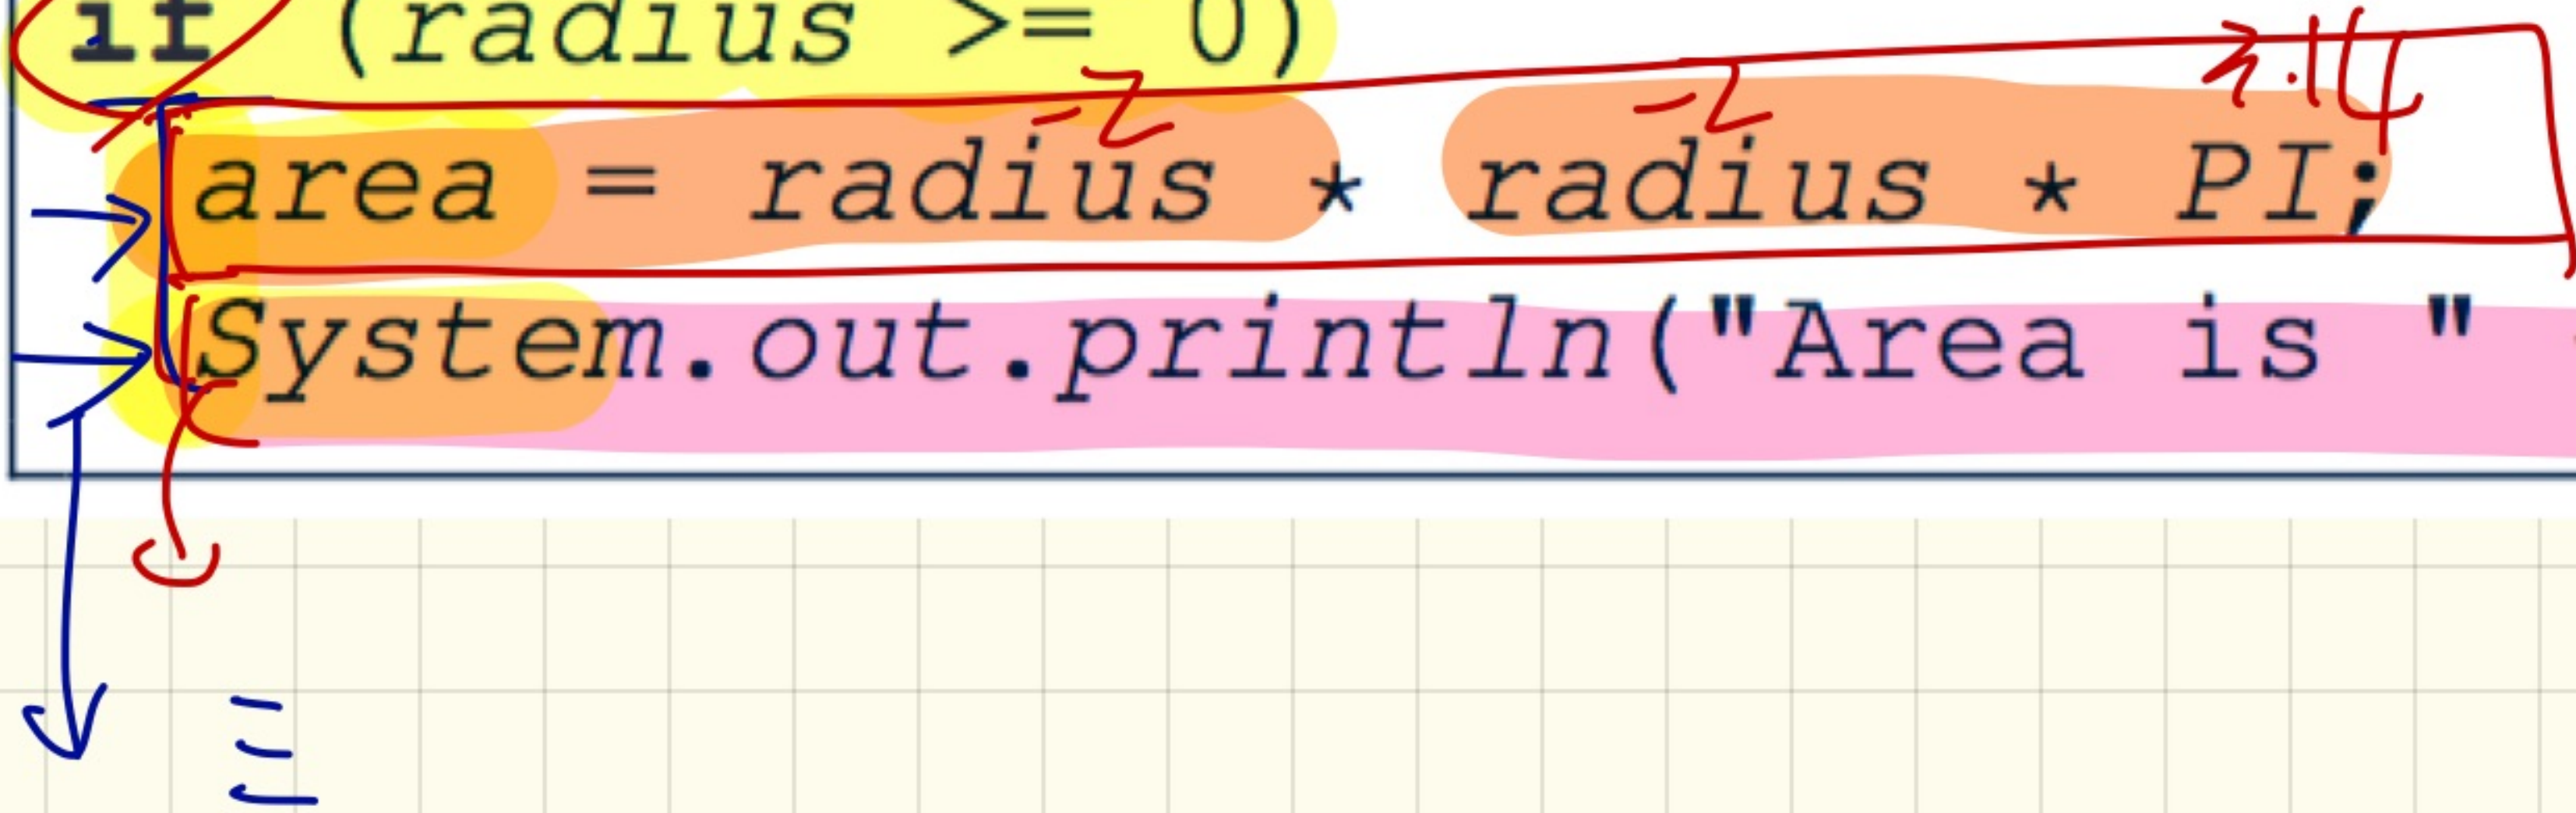 if (radius >= 0)
-2 -2 3.14
area = radius * radius * PI;
System.out.println("Area is "